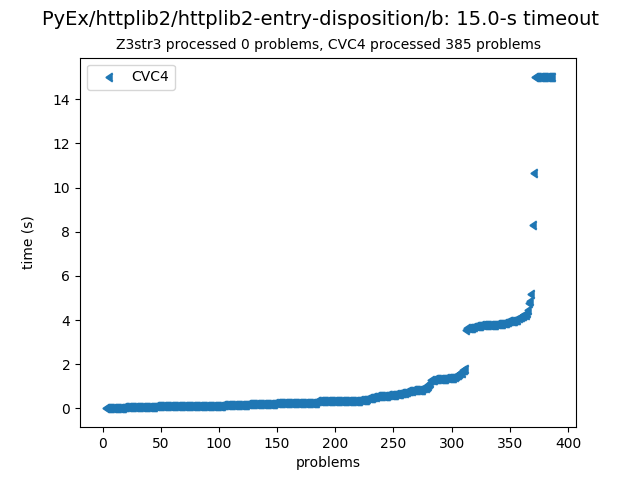 PyEx/httplib2/httplib2-entry-disposition/b: 15.0-s timeout
Z3str3 processed 0 problems, CVC4 processed 385 problems
CVC4
14
12
10
8
6
4
2
0
time (s)
0 50 100 150 200 250 300 350 400
problems